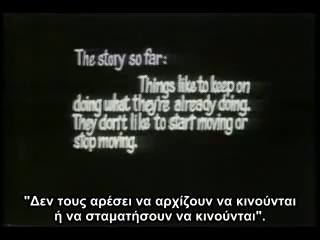 The story so far:
Things like to keep on
doing what they're already doing.
They don't like to start moving or
stop moving.
"Δεν τους αρέσει να αρχίζουν να κινούνται
ή να σταματήσουν να κινούνται".